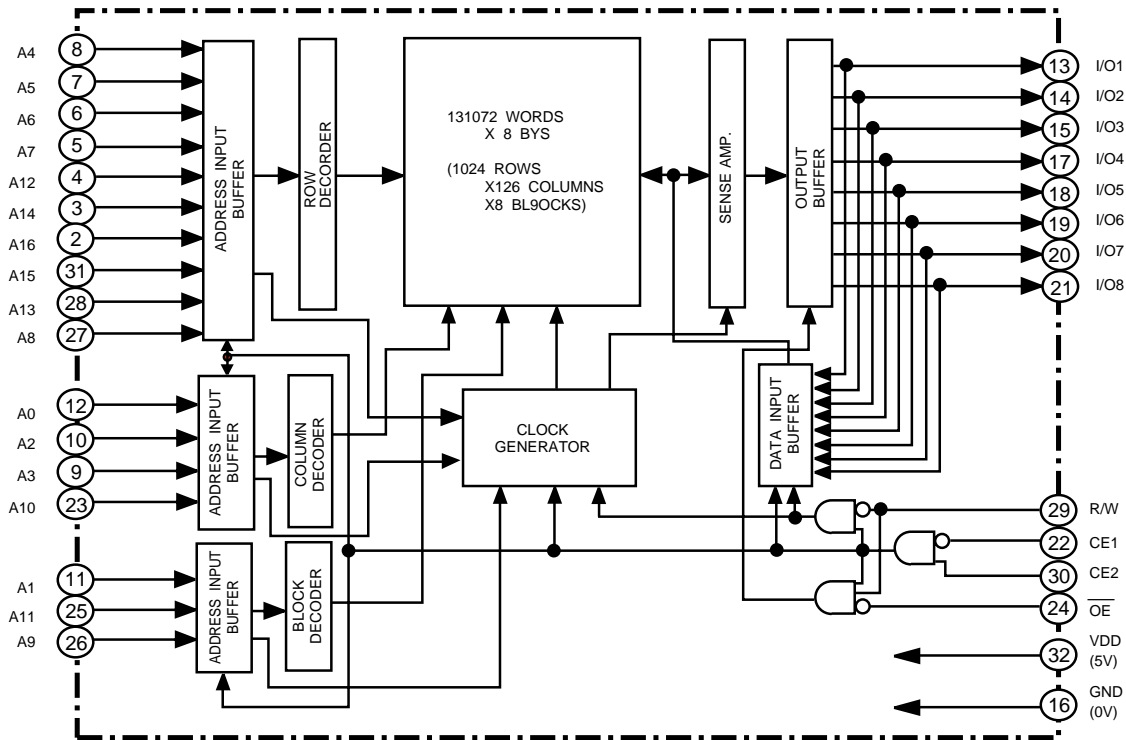 A4 8
A5 7
A6 6
A7 5
A12 4
A14 3
A16 2
A15 31
A13 28
A8 27
A0 12
A2 10
A3 9
A10 23
A1 11
A11 25
A9 26
ADDRESS INPUT
BUFFER
ROW
DECORDER
131072 WORDS
X 8 BYS
(1024 ROWS
X126 COLUMNS
X8 BL9OCKS)
SENSE AMP.
OUTPUT
BUFFER
ADDRESS INPUT
BUFFER
COLUMN
DECODER
CLOCK
GENERATOR
DATA INPUT
BUFFER
ADDRESS INPUT
BUFFER
BLOCK
DECODER
13 I/O1
14 I/O2
15 I/O3
17 I/O4
18 I/O5
19 I/O6
20 I/O7
21 I/O8
29 R/W
22 CE1
30 CE2
24 OE
32 VDD
(5V)
16 GND
(0V)